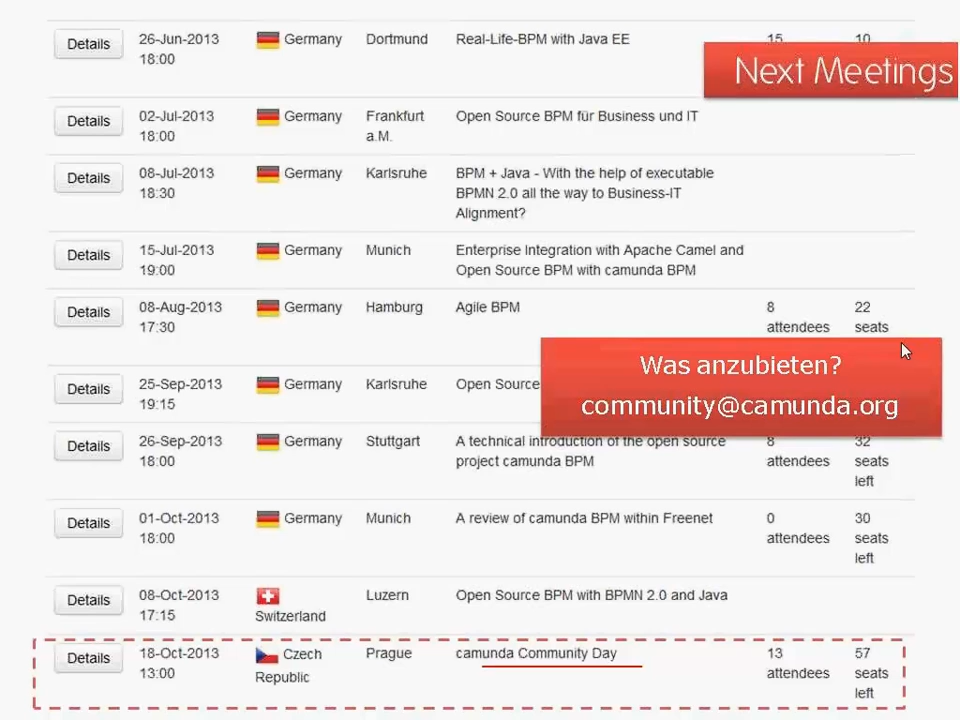 Details 26-Jun-2013 Germany Dortmund Real-Life-BPM with Java EE 15 10
18:00
Next Meetings
Details 02-Jul-2013 Germany Frankfurt Open Source BPM für Business und IT
18:00 a.M.
Details 08-Jul-2013 Germany Karlsruhe BPM + Java - With the help of executable
18:30 BPMN 2.0 all the way to Business-IT
Alignment?
Details 15-Jul-2013 Germany Munich Enterprise Integration with Apache Camel and
19:00 Open Source BPM with camunda BPM
Details 08-Aug-2013 Germany Hamburg Agile BPM 8 22
17:30 attendees seats
Was anzubieten?
community@camunda.org
Details 25-Sep-2013 Germany Karlsruhe Open Source
19:15
Details 26-Sep-2013 Germany Stuttgart A technical introduction of the open source 8 32
18:00 project camunda BPM attendees seats
left
Details 01-Oct-2013 Germany Munich A review of camunda BPM within Freenet 0 30
18:00 attendees seats
left
Details 08-Oct-2013 Luzern Open Source BPM with BPMN 2.0 and Java
17:15 Switzerland
Details 18-Oct-2013 Czech Prague camunda Community Day 13 57
13:00 Republic attendees seats
left